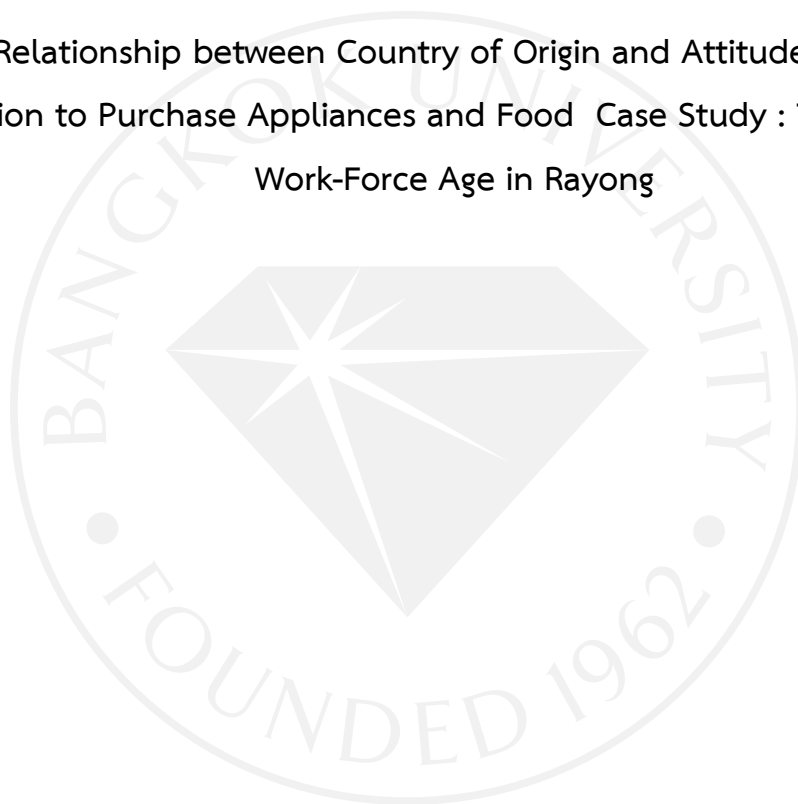 Relationship between Country of Origin and Attitude
ion to Purchase Appliances and Food Case Study :
Work-Force Age in Rayong
BANGKOK UNIVERSITY
FOUNDED 1962